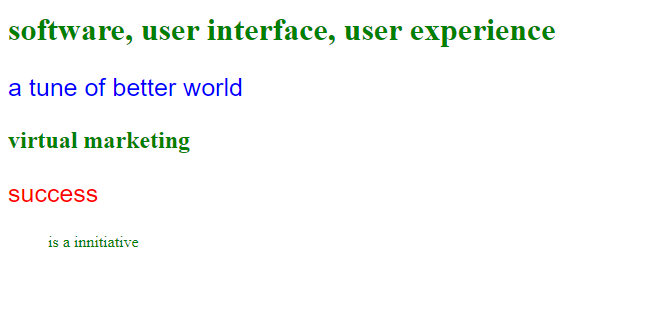 software, user interface, user experience
a tune of better world
virtual marketing
success
is a innitiative